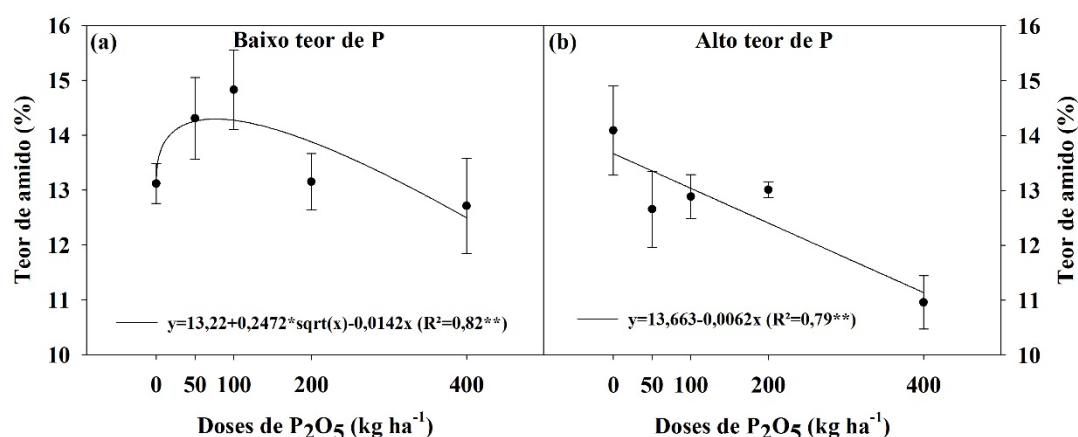 (a) Baixo teor de P
(b) Alto teor de P
Teor de amido (%)
16
15
14
13
12
11
10
y=13,22+0,2472*sqrt(x)-0,0142x (R²=0,82**)
y=13,663-0,0062x (R²=0,79**)
16
15
14
13
12
11
10
Teor de amido (%)
0 50 100 200 400
0 50 100 200 400
Doses de P₂O₅ (kg ha⁻¹)
Doses de P₂O₅ (kg ha⁻¹)